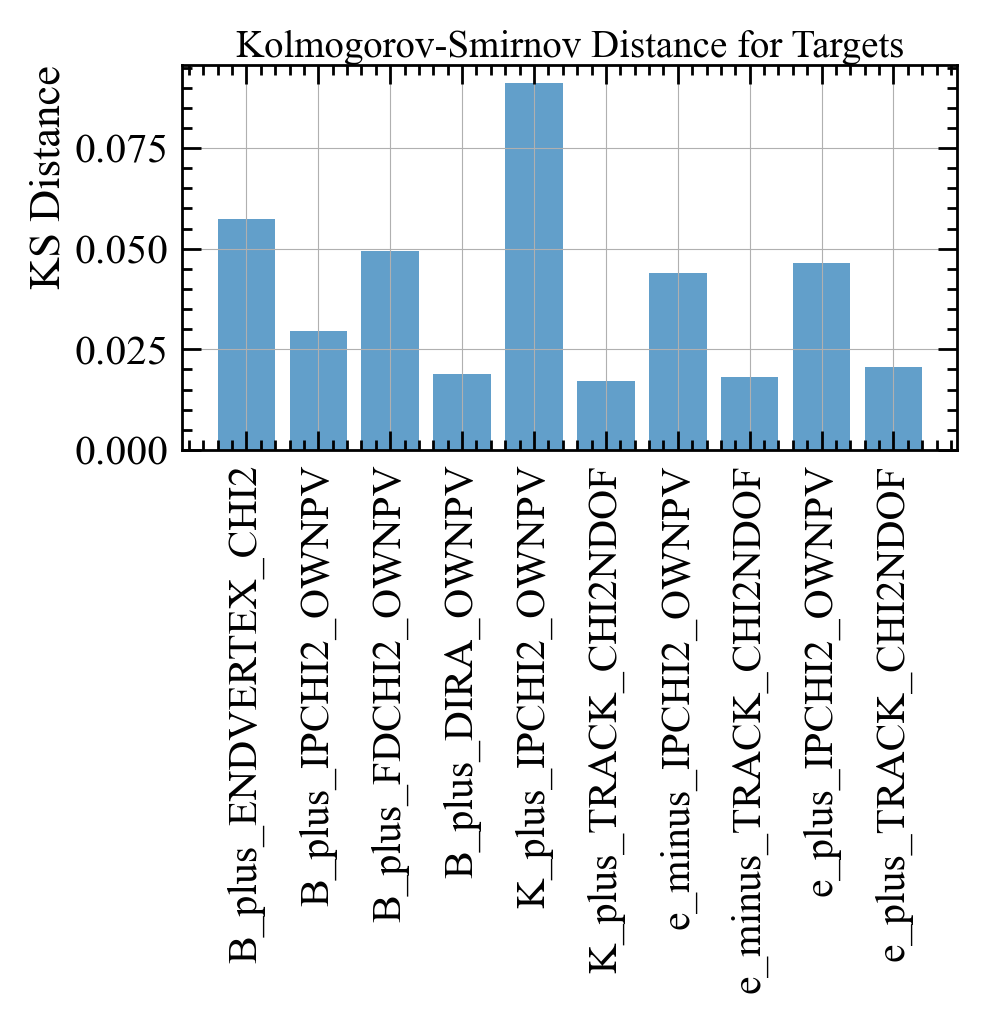 Kolmogorov-Smirnov Distance for Targets
KS Distance
0.075
0.050
0.025
0.000
B_plus_ENDVERTEX_CHI2
B_plus_IPCHI2_OWNPV
B_plus_FDCHI2_OWNPV
B_plus_DIRA_OWNPV
K_plus_IPCHI2_OWNPV
K_plus_TRACK_CHI2NDOF
e_minus_IPCHI2_OWNPV
e_minus_TRACK_CHI2NDOF
e_plus_IPCHI2_OWNPV
e_plus_TRACK_CHI2NDOF